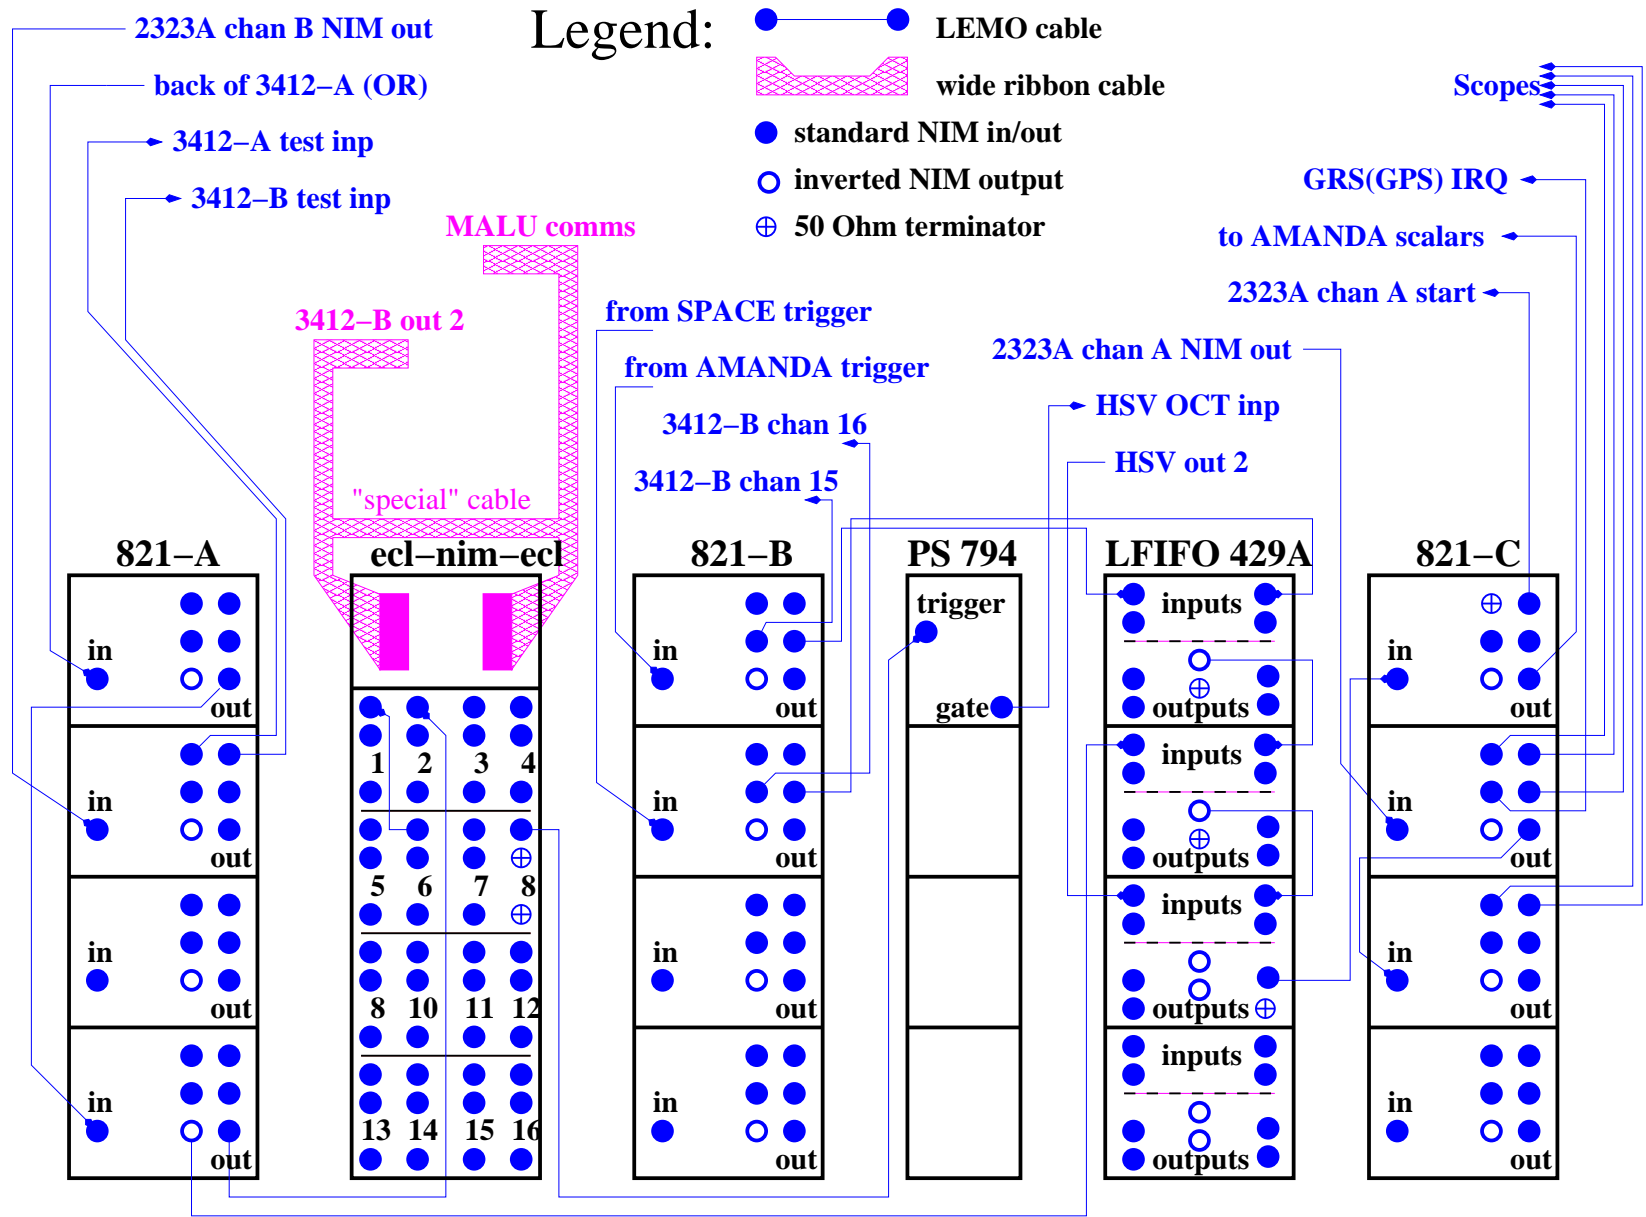 Legend:
LEMO cable
wide ribbon cable
standard NIM in/out
inverted NIM output
50 Ohm terminator
2323A chan B NIM out
back of 3412−A (OR)
3412−A test inp
3412−B test inp
MALU comms
3412−B out 2
"special" cable
from SPACE trigger
from AMANDA trigger
3412−B chan 16
3412−B chan 15
Scopes
GRS(GPS) IRQ
to AMANDA scalars
2323A chan A start
2323A chan A NIM out
HSV OCT inp
HSV out 2
821−A
in
out
in
out
in
out
in
out
ecl−nim−ecl
1 2 3 4
5 6 7 8
8 10 11 12
13 14 15 16
821−B
in
out
in
out
in
out
in
out
PS 794
trigger
gate
LFIFO 429A
inputs
outputs
inputs
outputs
inputs
outputs
inputs
outputs
821−C
in
out
in
out
in
out
in
out